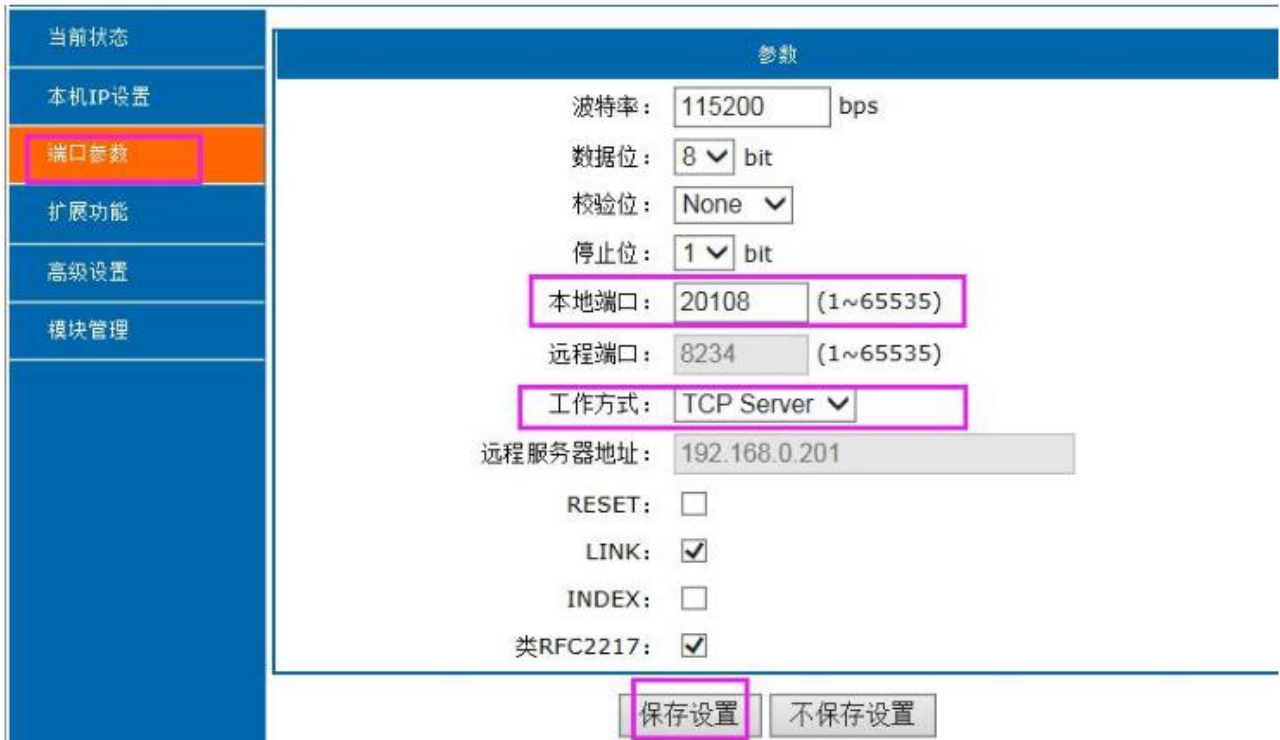 当前状态
本机IP设置
端口参数
扩展功能
高级设置
模块管理
参数
波特率： 115200 bps
数据位： 8 bit
校验位： None
停止位： 1 bit
本地端口： 20108 (1~65535)
远程端口： 8234 (1~65535)
工作方式： TCP Server
远程服务器地址： 192.168.0.201
RESET：
LINK：
INDEX：
类RFC2217：
保存设置 不保存设置